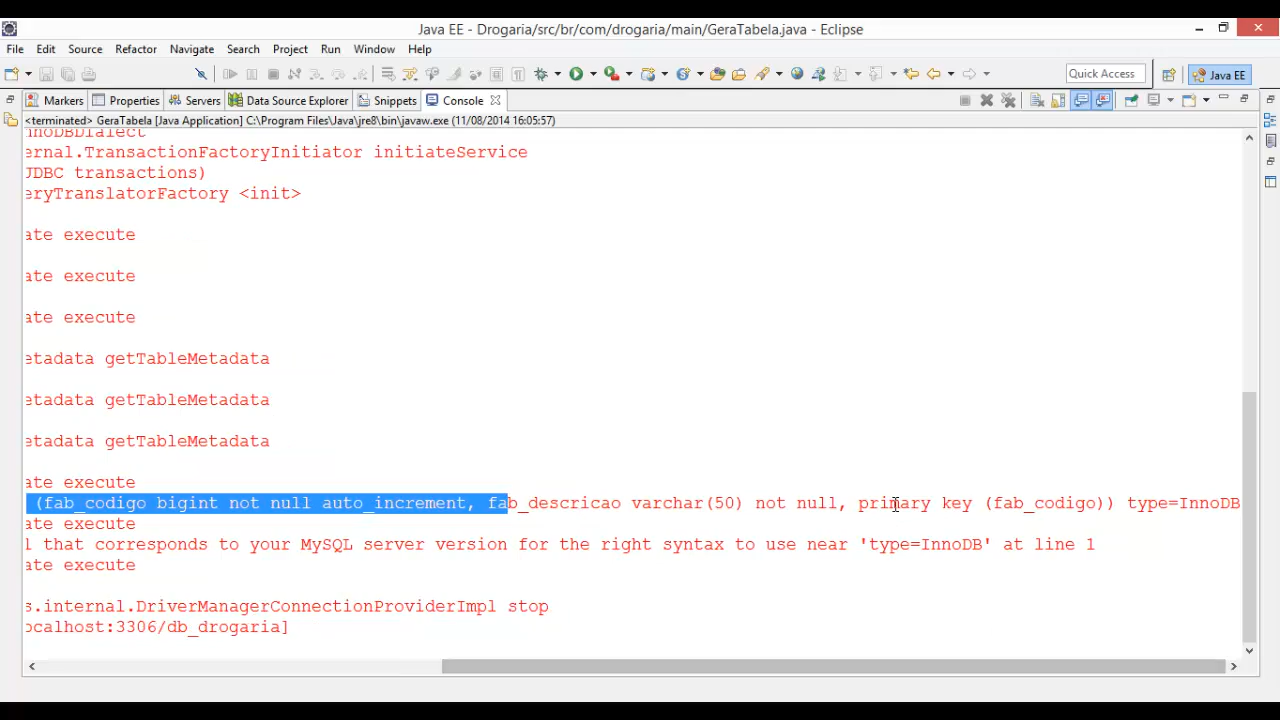 Java EE - Drogaria/src/br/com/drogaria/main/GeraTabela.java - Eclipse
File Edit Source Refactor Navigate Search Project Run Window Help
Quick Access Java EE
Markers Properties Servers Data Source Explorer Snippets Console
<terminated> GeraTabela [Java Application] C:\Program Files\Java\jre8\bin\javaw.exe (11/08/2014 16:05:57)
nnoDBDialect
ernal.TransactionFactoryInitiator initiateService
JDBC transactions)
eryTranslatorFactory <init>
ate execute
ate execute
ate execute
etadata getTableMetadata
etadata getTableMetadata
etadata getTableMetadata
ate execute
(fab_codigo bigint not null auto_increment, fab_descricao varchar(50) not null, primary key (fab_codigo)) type=InnoDB
ate execute
l that corresponds to your MySQL server version for the right syntax to use near 'type=InnoDB' at line 1
ate execute
s.internal.DriverManagerConnectionProviderImpl stop
ocalhost:3306/db_drogaria]